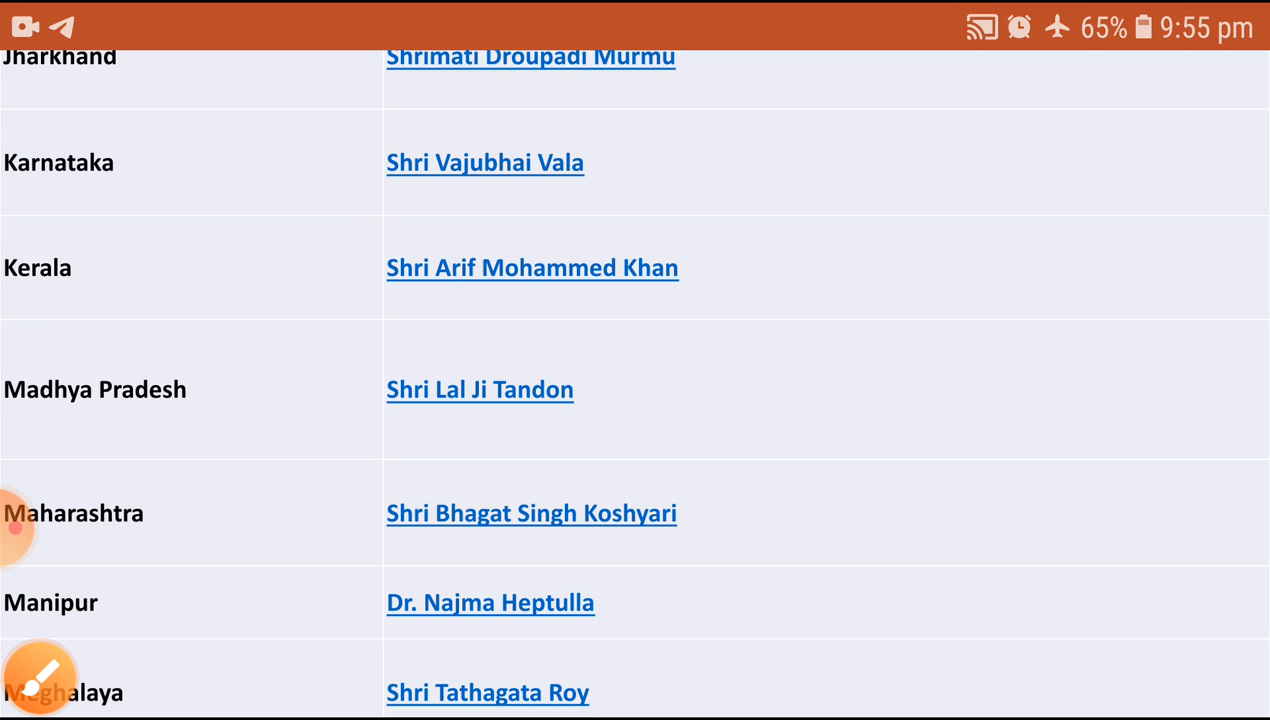 65% 9:55 pm
Jharkhand Shrimati Droupadi Murmu
Karnataka Shri Vajubhai Vala
Kerala Shri Arif Mohammed Khan
Madhya Pradesh Shri Lal Ji Tandon
Maharashtra Shri Bhagat Singh Koshyari
Manipur Dr. Najma Heptulla
Meghalaya Shri Tathagata Roy